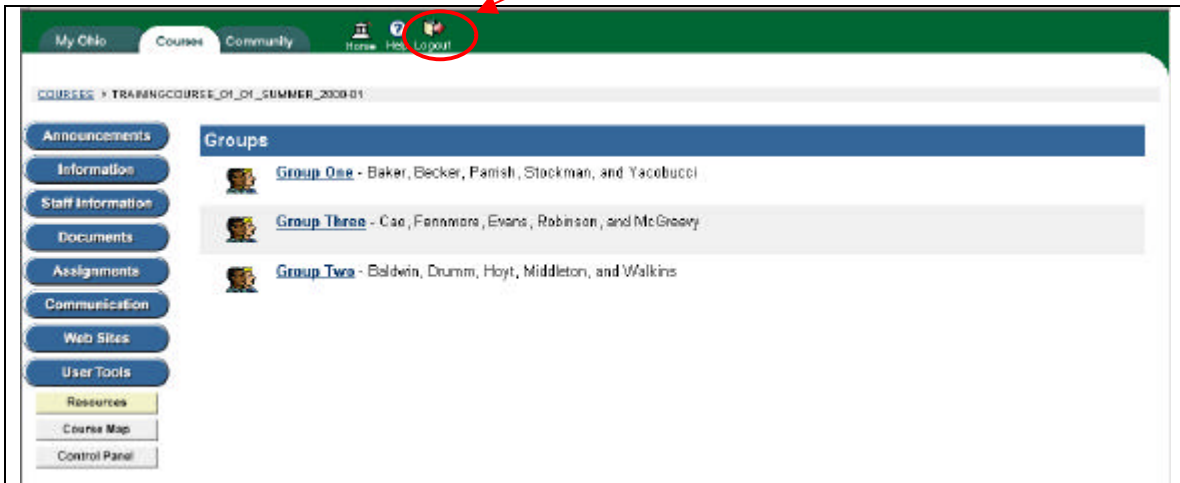 My Ohio Courses Community Home Help Logout
COURSES > TRAININGCOURSE_01_01_SUMMER_2000-01
Announcements
Groups
Information
Group One - Baker, Becker, Parrish, Stockman, and Yacobucci
Staff Information
Group Three - Cao, Fennmore, Evans, Robinson, and McGreevy
Documents
Assignments
Group Two - Baldwin, Drumm, Hoyt, Middleton, and Walkins
Communication
Web Sites
User Tools
Resources
Course Map
Control Panel